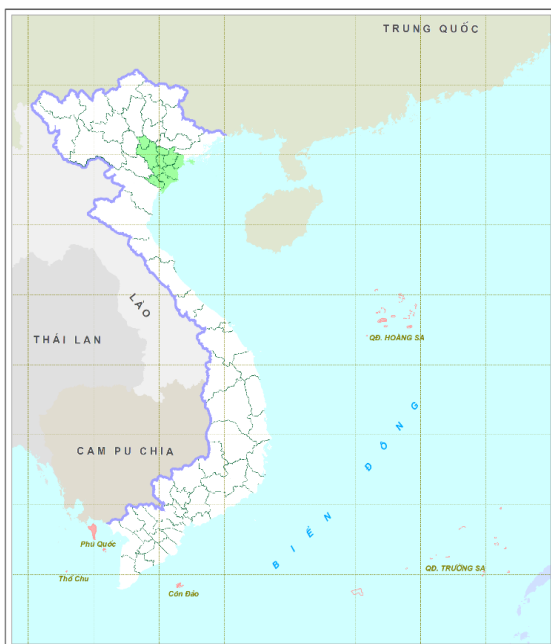 TRUNG QUỐC
LÀO
THÁI LAN
QĐ. HOÀNG SA
CAM PU CHIA
BIỂN ĐÔNG
Phu Quốc
Thổ Chu
Côn Đảo
QĐ. TRƯỜNG SA